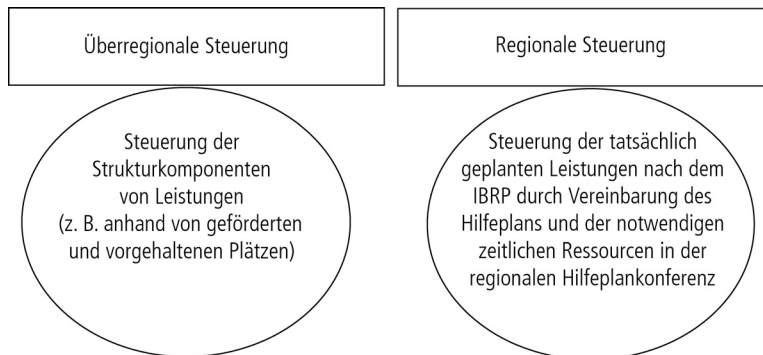 Überregionale Steuerung
Regionale Steuerung
Steuerung der
Strukturkomponenten
von Leistungen
(z. B. anhand von geförderten
und vorgehaltenen Plätzen)
Steuerung der tatsächlich
geplanten Leistungen nach dem
IBRP durch Vereinbarung des
Hilfeplans und der notwendigen
zeitlichen Ressourcen in der
regionalen Hilfeplankonferenz